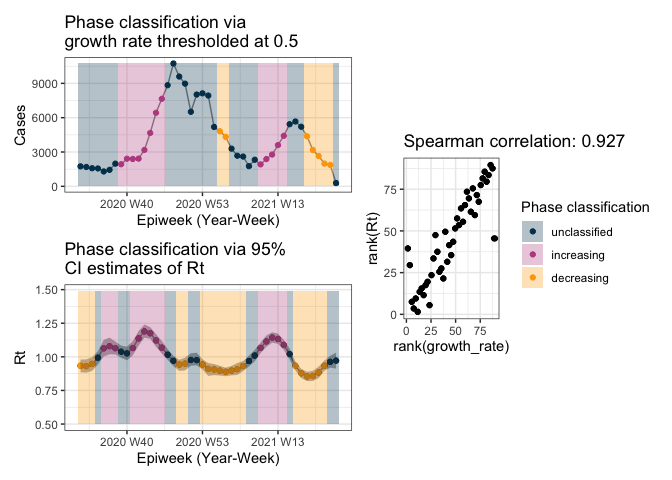 Phase classification via
growth rate thresholded at 0.5
Cases
9000
6000
3000
0
2020 W40
2020 W53
2021 W13
Epiweek (Year-Week)
Phase classification via 95%
CI estimates of Rt
Rt
1.50
1.25
1.00
0.75
0.50
2020 W40
2020 W53
2021 W13
Epiweek (Year-Week)
Spearman correlation: 0.927
rank(Rt)
75
50
25
0
0
25
50
75
rank(growth_rate)
Phase classification
unclassified
increasing
decreasing